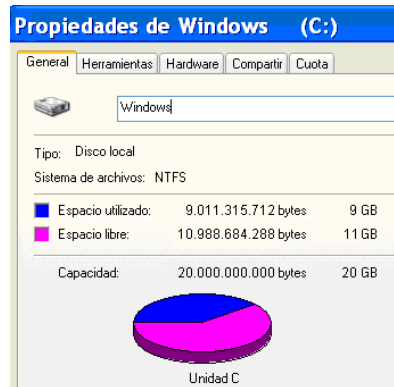 Propiedades de Windows (C:)
General Herramientas Hardware Compartir Cuota
Windows
Tipo: Disco local
Sistema de archivos: NTFS
Espacio utilizado: 9.011.315.712 bytes 9 GB
Espacio libre: 10.988.684.288 bytes 11 GB
Capacidad: 20.000.000.000 bytes 20 GB
Unidad C